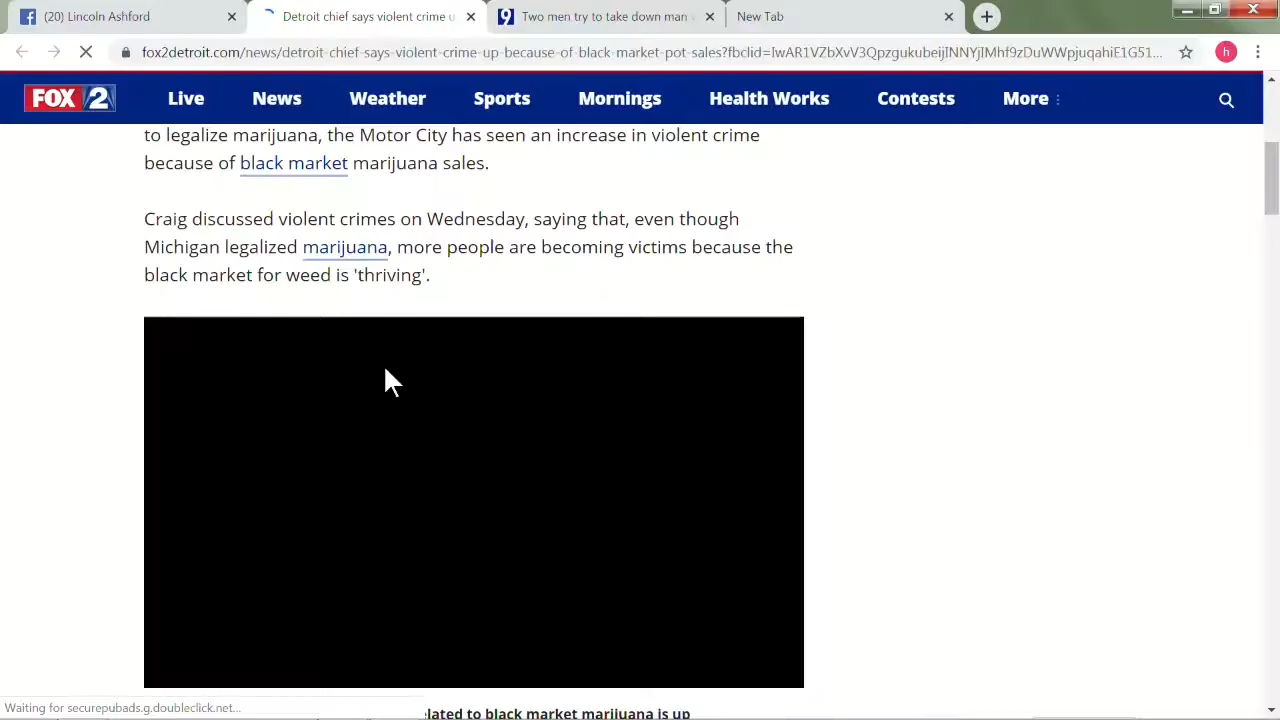 (20) Lincoln Ashford
Detroit chief says violent crime u
Two men try to take down man
New Tab
fox2detroit.com/news/detroit-chief-says-violent-crime-up-because-of-black-market-pot-sales?fbclid=IwAR1VZbXvV3QpzgukubeijINNYjIMhf9zDuWWpjuqahiE1G51...
h
FOX 2
Live
News
Weather
Sports
Mornings
Health Works
Contests
More
to legalize marijuana, the Motor City has seen an increase in violent crime
because of black market marijuana sales.
Craig discussed violent crimes on Wednesday, saying that, even though
Michigan legalized marijuana, more people are becoming victims because the
black market for weed is 'thriving'.
Waiting for securepubads.g.doubleclick.net...
elated to black market marijuana is up